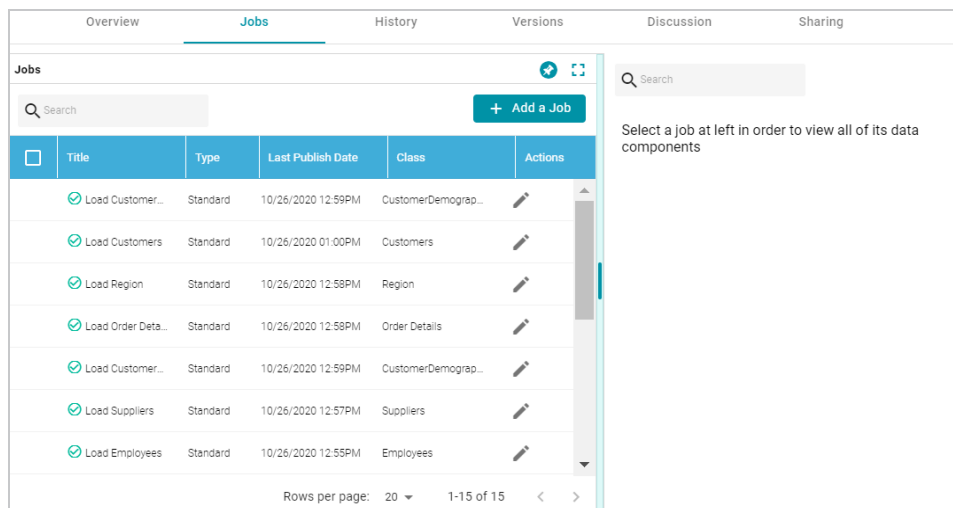 Overview Jobs History Versions Discussion Sharing
Jobs
Search
+ Add a Job
Title Type Last Publish Date Class Actions
Load Customer... Standard 10/26/2020 12:59PM CustomerDemograp...
Load Customers Standard 10/26/2020 01:00PM Customers
Load Region Standard 10/26/2020 12:58PM Region
Load Order Deta... Standard 10/26/2020 12:58PM Order Details
Load Customer... Standard 10/26/2020 12:59PM CustomerDemograp...
Load Suppliers Standard 10/26/2020 12:57PM Suppliers
Load Employees Standard 10/26/2020 12:55PM Employees
Rows per page: 20 1-15 of 15
Search
Select a job at left in order to view all of its data
components